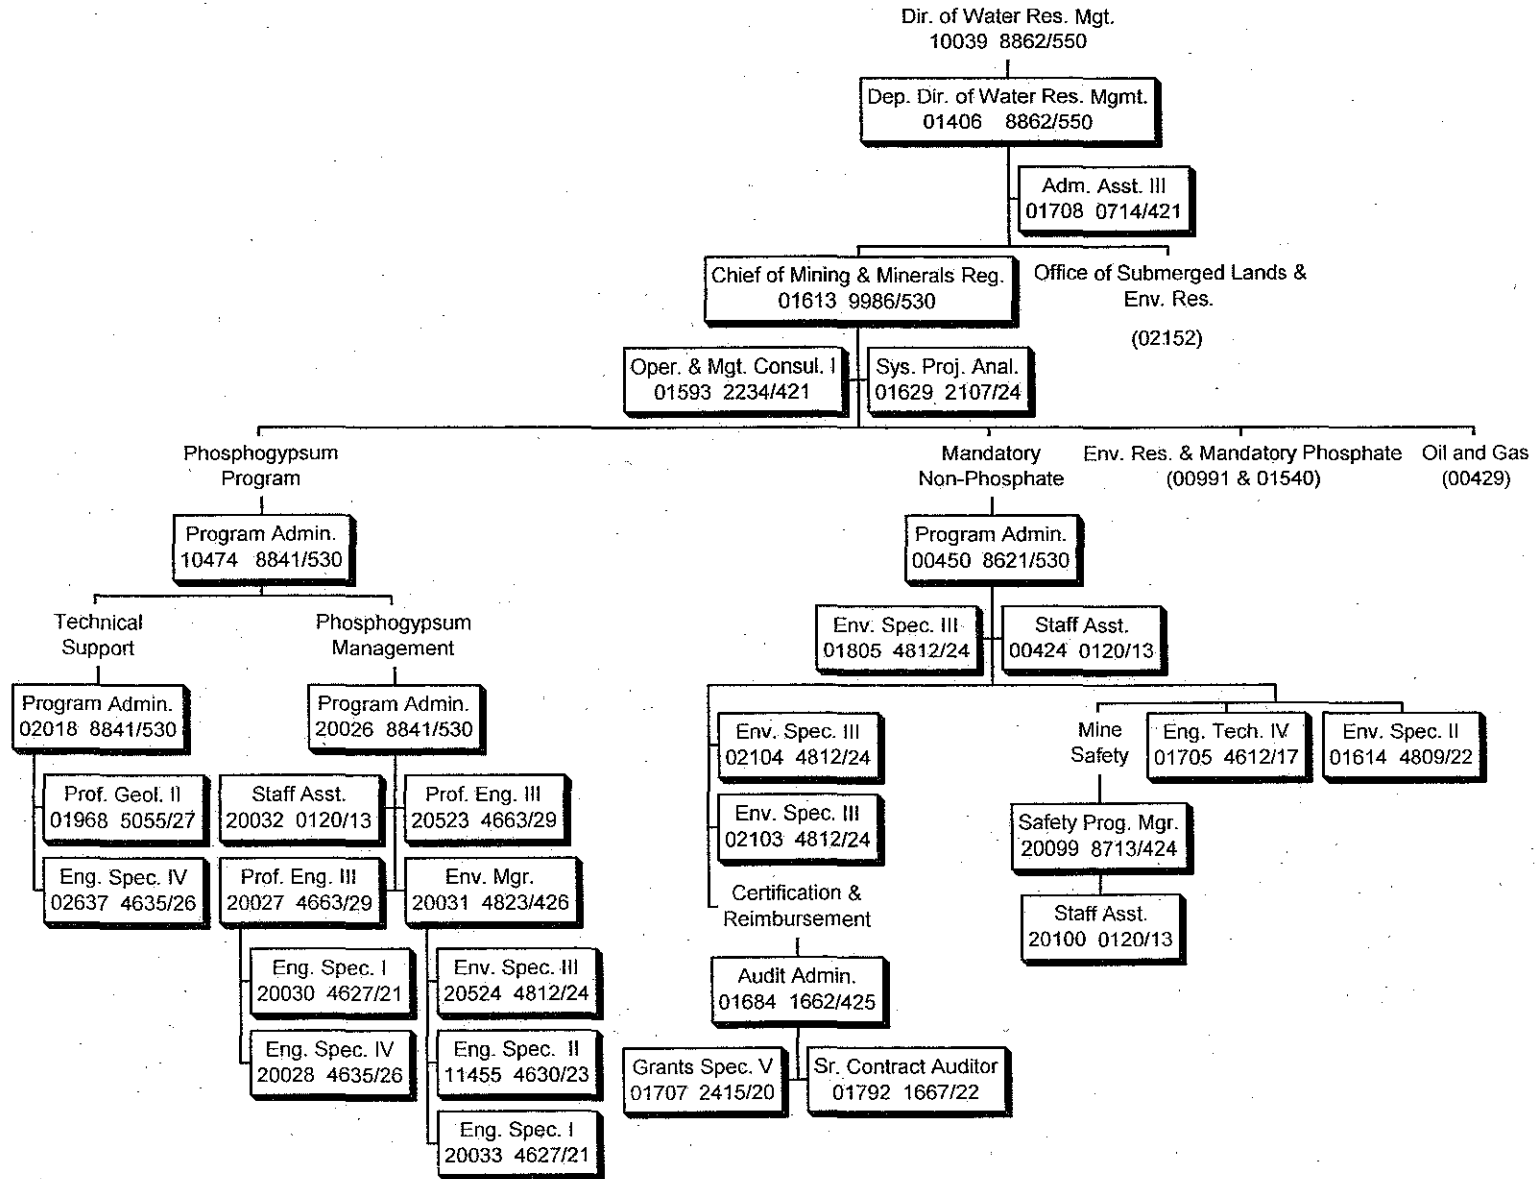 Dir. of Water Res. Mgt.
10039 8862/550
Dep. Dir. of Water Res. Mgmt.
01406 8862/550
Adm. Asst. III
01708 0714/421
Chief of Mining & Minerals Reg.
01613 9986/530
Office of Submerged Lands &
Env. Res.
(02152)
Oper. & Mgt. Consul. I
01593 2234/421
Sys. Proj. Anal.
01629 2107/24
Phosphogypsum
Program
Mandatory
Non-Phosphate
Env. Res. & Mandatory Phosphate
(00991 & 01540)
Oil and Gas
(00429)
Program Admin.
10474 8841/530
Program Admin.
00450 8621/530
Technical
Support
Phosphogypsum
Management
Env. Spec. III
01805 4812/24
Staff Asst.
00424 0120/13
Program Admin.
02018 8841/530
Program Admin.
20026 8841/530
Prof. Geol. II
01968 5055/27
Eng. Spec. IV
02637 4635/26
Staff Asst.
20032 0120/13
Prof. Eng. III
20523 4663/29
Prof. Eng. III
20027 4663/29
Env. Mgr.
20031 4823/426
Eng. Spec. I
20030 4627/21
Eng. Spec. IV
20028 4635/26
Env. Spec. III
20524 4812/24
Eng. Spec. II
11455 4630/23
Eng. Spec. I
20033 4627/21
Env. Spec. III
02104 4812/24
Env. Spec. III
02103 4812/24
Certification &
Reimbursement
Audit Admin.
01684 1662/425
Grants Spec. V
01707 2415/20
Sr. Contract Auditor
01792 1667/22
Mine
Safety
Eng. Tech. IV
01705 4612/17
Env. Spec. II
01614 4809/22
Safety Prog. Mgr.
20099 8713/424
Staff Asst.
20100 0120/13